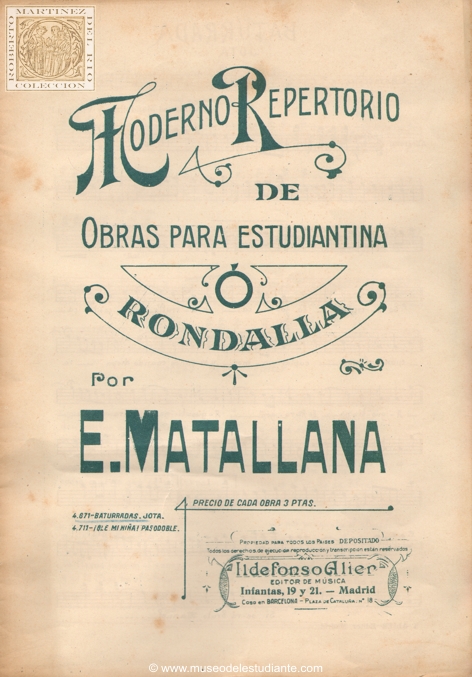 ROBERTO MARTINEZ DEL RIO
COLECCION
MODERNO REPERTORIO
DE
OBRAS PARA ESTUDIANTINA
Ó
RONDALLA
Por
E. MATALLANA
PRECIO DE CADA OBRA 3 PTAS.
4.671-BATURRADAS, JOTA.
4.717-¡OLE MI NIÑA! PASODOBLE.
PROPIEDAD PARA TODOS LOS PAISES DEPOSITADO
Todos los derechos de ejecución reproducción y transcripción están reservados
Ildefonso Alier
EDITOR DE MÚSICA
Infantas, 19 y 21. — Madrid
Casa en BARCELONA - PLAZA DE CATALUÑA, Nº 18
© www.museodelestudiante.com